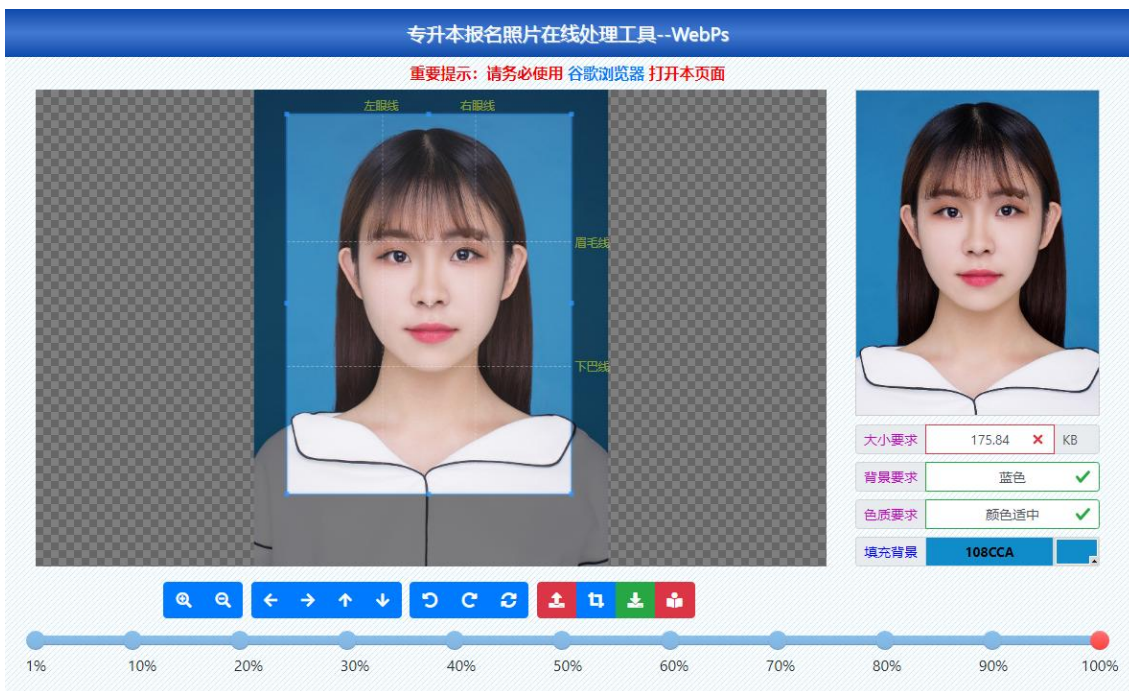 专升本报名照片在线处理工具--WebPs
重要提示：请务必使用 谷歌浏览器 打开本页面
左眼线 右眼线
眉毛线
下巴线
大小要求 175.84 KB
背景要求 蓝色
色质要求 颜色适中
填充背景 108CCA
1% 10% 20% 30% 40% 50% 60% 70% 80% 90% 100%